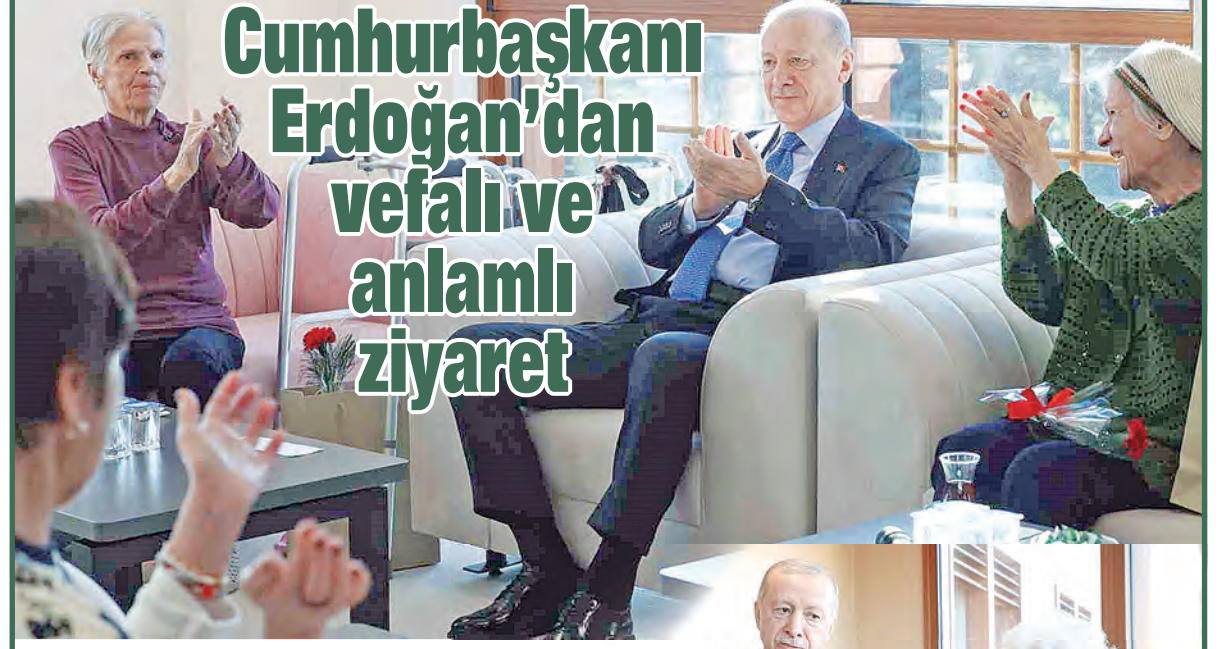 Cumhurbaşkanı
Erdoğan’dan
vefalı ve
anlamlı
ziyaret